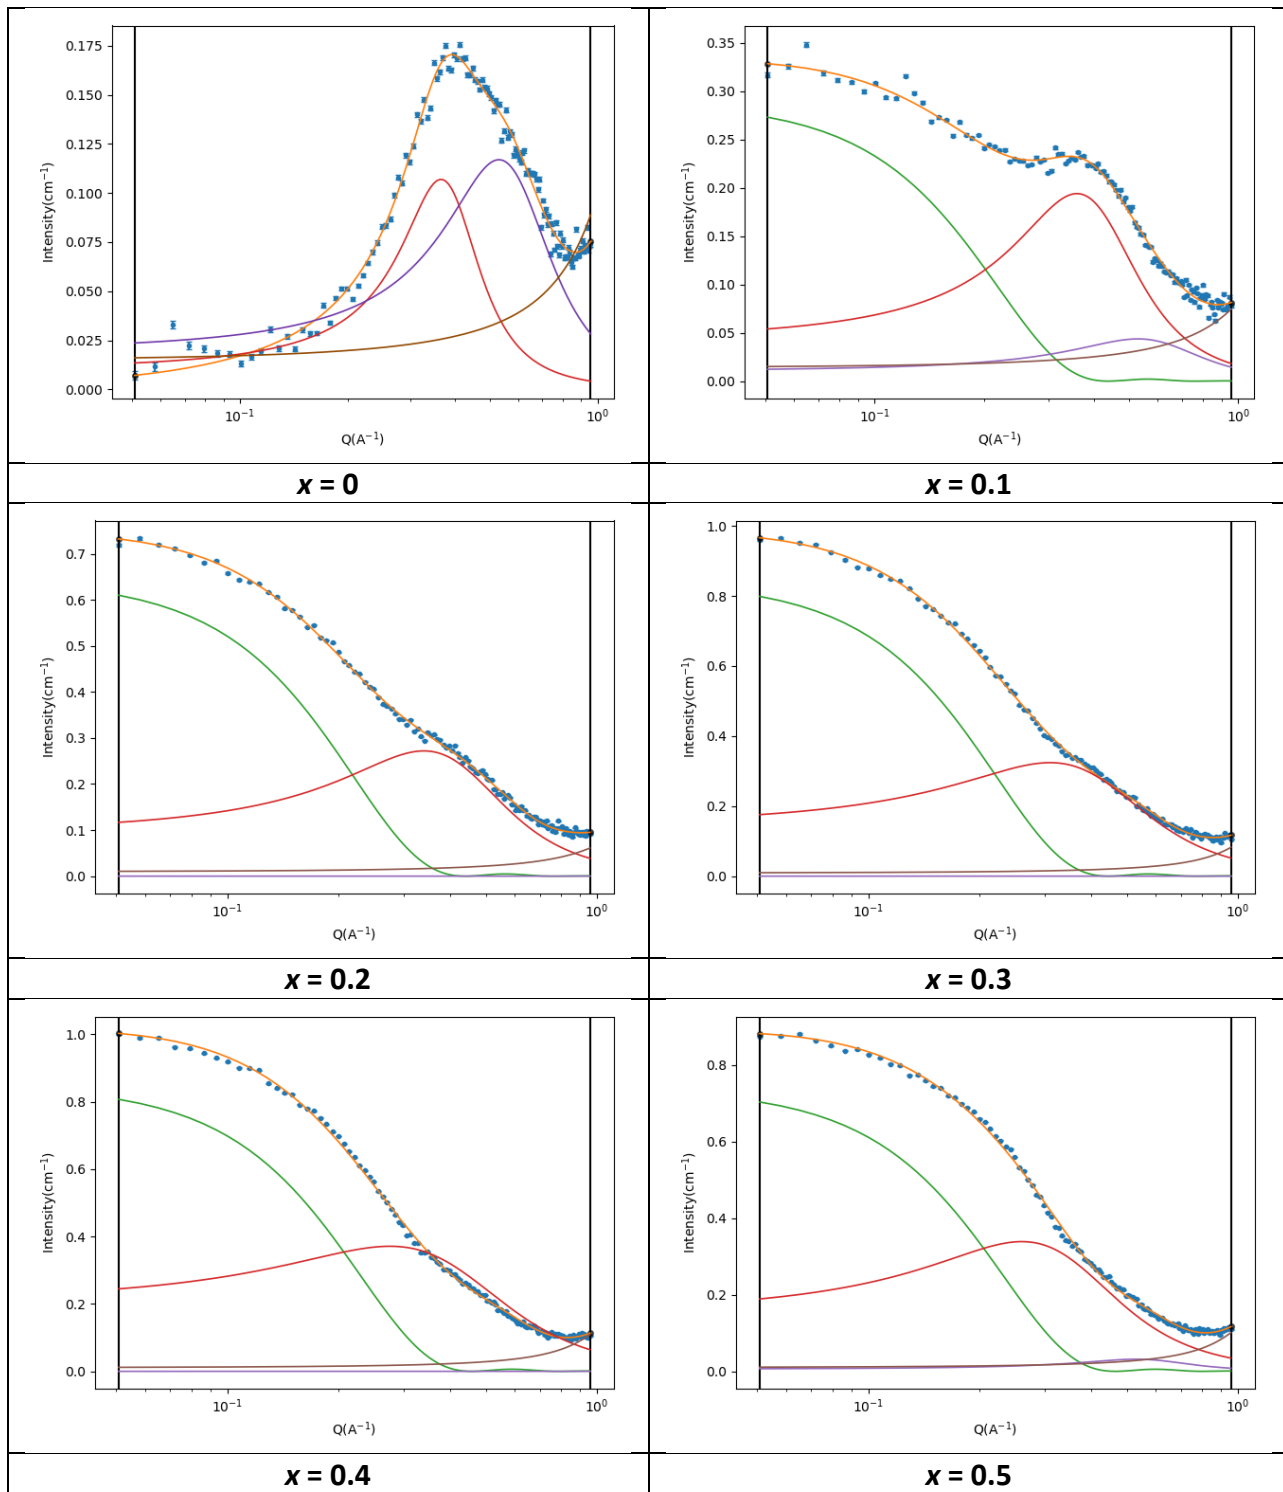 0.175
0.150
0.125
0.100
0.075
0.050
0.025
0.000
Intensity(cm⁻¹)
10⁻¹
10⁰
Q(A⁻¹)
0.35
0.30
0.25
0.20
0.15
0.10
0.05
0.00
Intensity(cm⁻¹)
10⁻¹
10⁰
Q(A⁻¹)
x = 0
x = 0.1
0.7
0.6
0.5
0.4
0.3
0.2
0.1
0.0
Intensity(cm⁻¹)
10⁻¹
10⁰
Q(A⁻¹)
1.0
0.8
0.6
0.4
0.2
0.0
Intensity(cm⁻¹)
10⁻¹
10⁰
Q(A⁻¹)
x = 0.2
x = 0.3
1.0
0.8
0.6
0.4
0.2
0.0
Intensity(cm⁻¹)
10⁻¹
10⁰
Q(A⁻¹)
0.8
0.6
0.4
0.2
0.0
Intensity(cm⁻¹)
10⁻¹
10⁰
Q(A⁻¹)
x = 0.4
x = 0.5